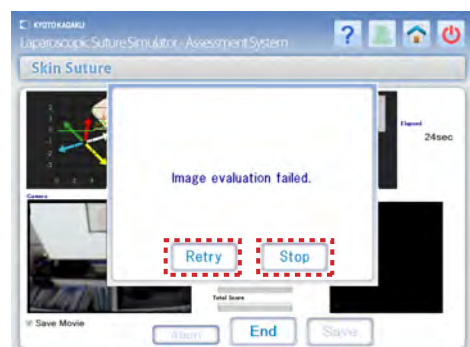 KYOTO KAGAKU
Laparoscopic Suture Simulator - Assessment System
?
Skin Suture
Elapsed
24sec
Image evaluation failed.
Camera
Retry
Stop
Total Score
Save Movie
Abort
End
Save